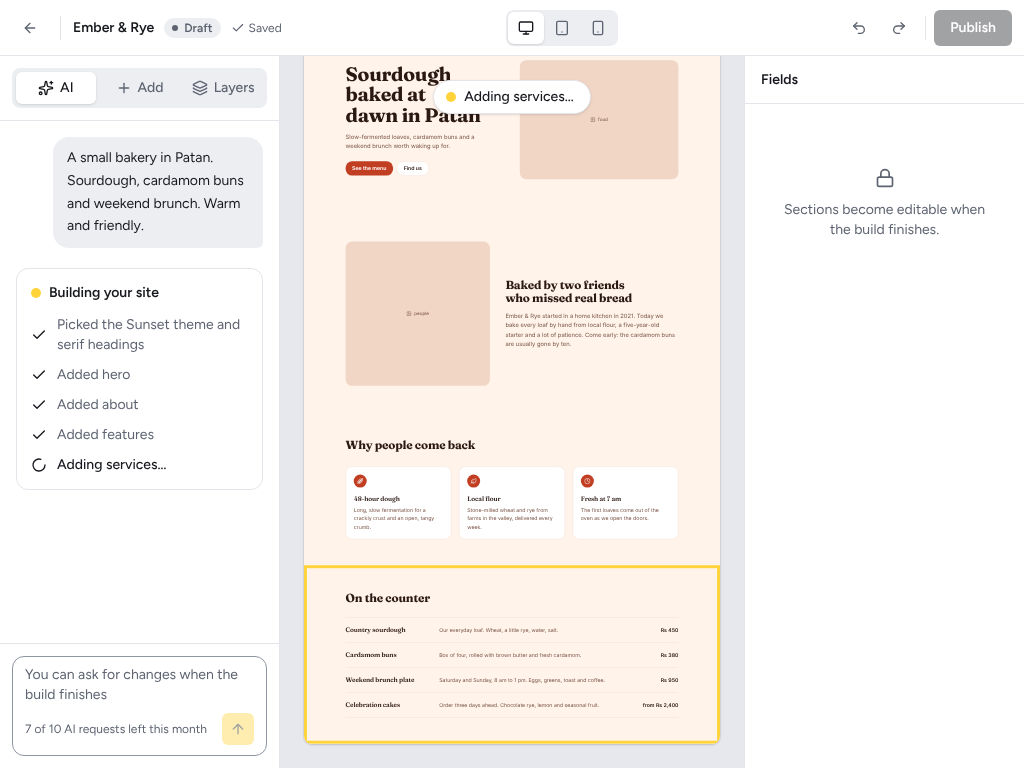 Ember & Rye
Draft
Saved
Publish
AI
Add
Layers
A small bakery in Patan.
Sourdough, cardamom buns
and weekend brunch. Warm
and friendly.
Building your site
Picked the Sunset theme and
serif headings
Added hero
Added about
Added features
Adding services...
You can ask for changes when the
build finishes
7 of 10 AI requests left this month
Adding services...
Sourdough
baked at
dawn in Patan
Slow-fermented loaves, cardamom buns and a
weekend brunch worth waking up for.
See the menu
Find us
food
people
Baked by two friends
who missed real bread
Ember & Rye started in a home kitchen in 2021. Today we
bake every loaf by hand from local flour, a five-year-old
starter and a lot of patience. Come early: the cardamom buns
are usually gone by ten.
Why people come back
48-hour dough
Long, slow fermentation for a
crackly crust and an open, tangy
crumb.
Local flour
Stone-milled wheat and rye from
farms in the valley, delivered every
week.
Fresh at 7 am
The first loaves come out of the
oven as we open the doors.
On the counter
Country sourdough
Our everyday loaf. Wheat, a little rye, water, salt.
Rs 450
Cardamom buns
Box of four, rolled with brown butter and fresh cardamom.
Rs 380
Weekend brunch plate
Saturday and Sunday, 8 am to 1 pm. Eggs, greens, toast and coffee.
Rs 950
Celebration cakes
Order three days ahead. Chocolate rye, lemon and seasonal fruit.
from Rs 2,400
Fields
Sections become editable when
the build finishes.